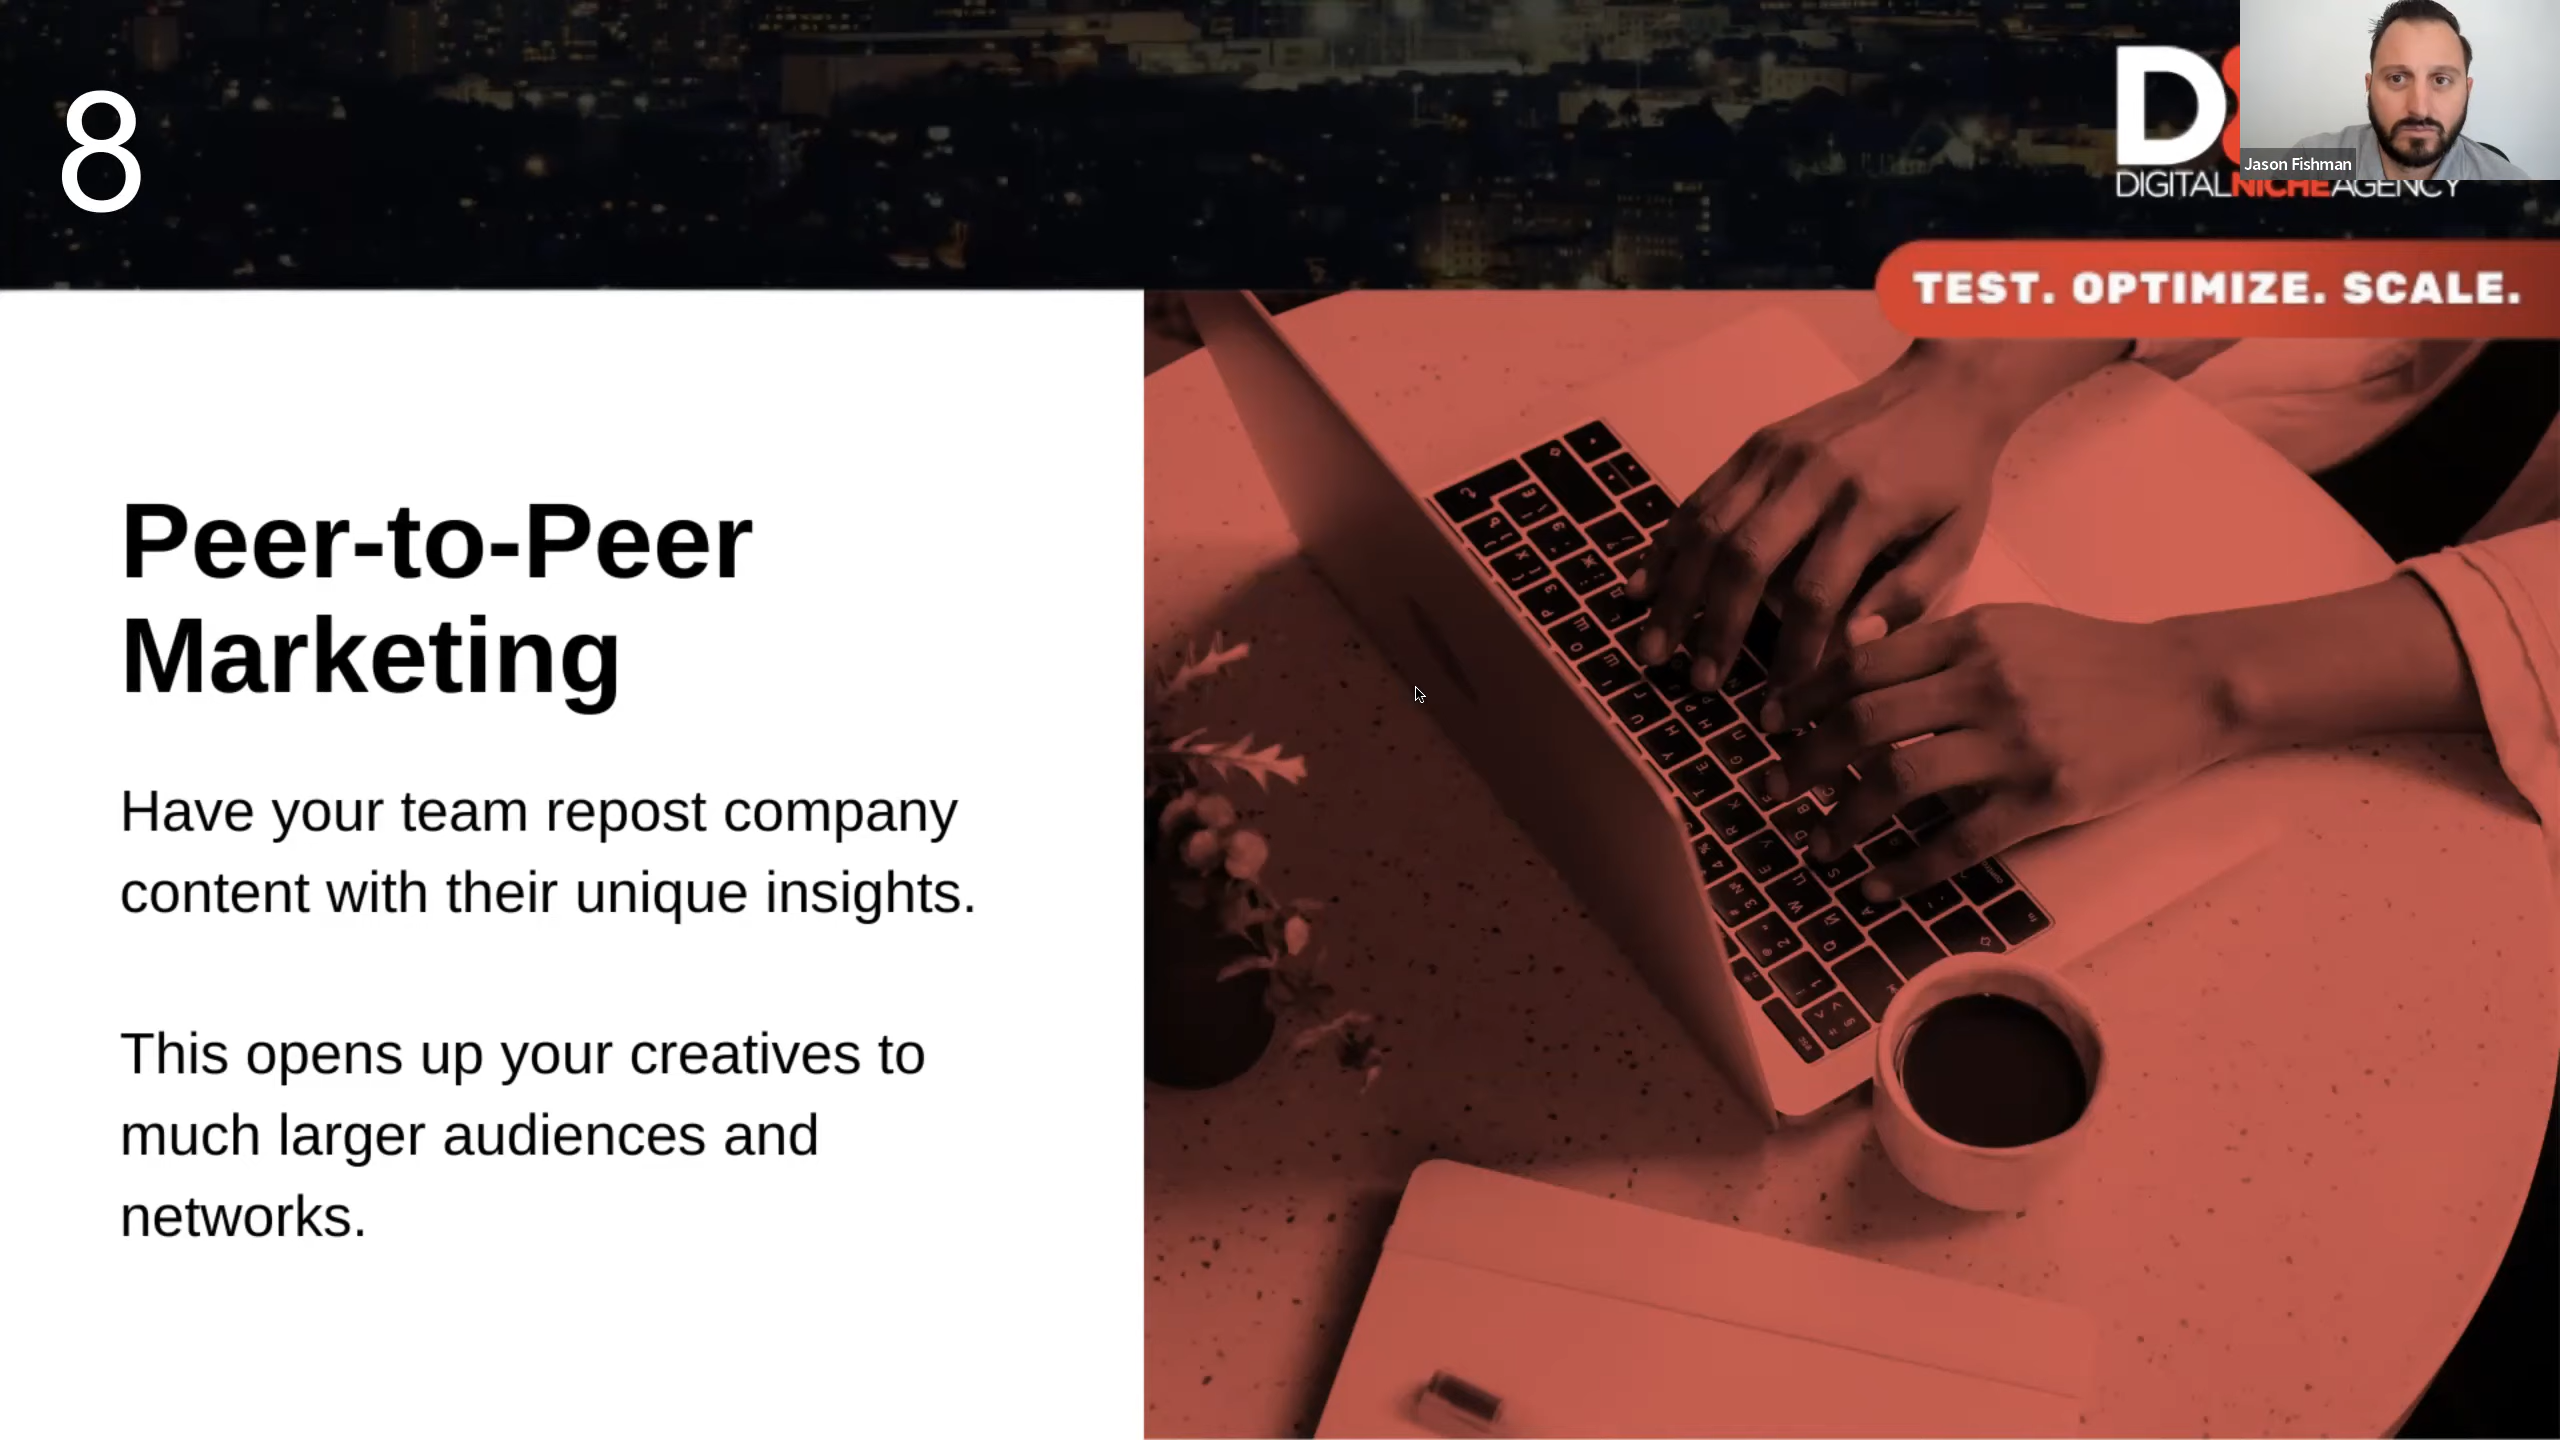 8
Jason Fishman
DIGITALNICHEAGENCY
TEST. OPTIMIZE. SCALE.
Peer-to-Peer
Marketing
Have your team repost company
content with their unique insights.
This opens up your creatives to
much larger audiences and
networks.